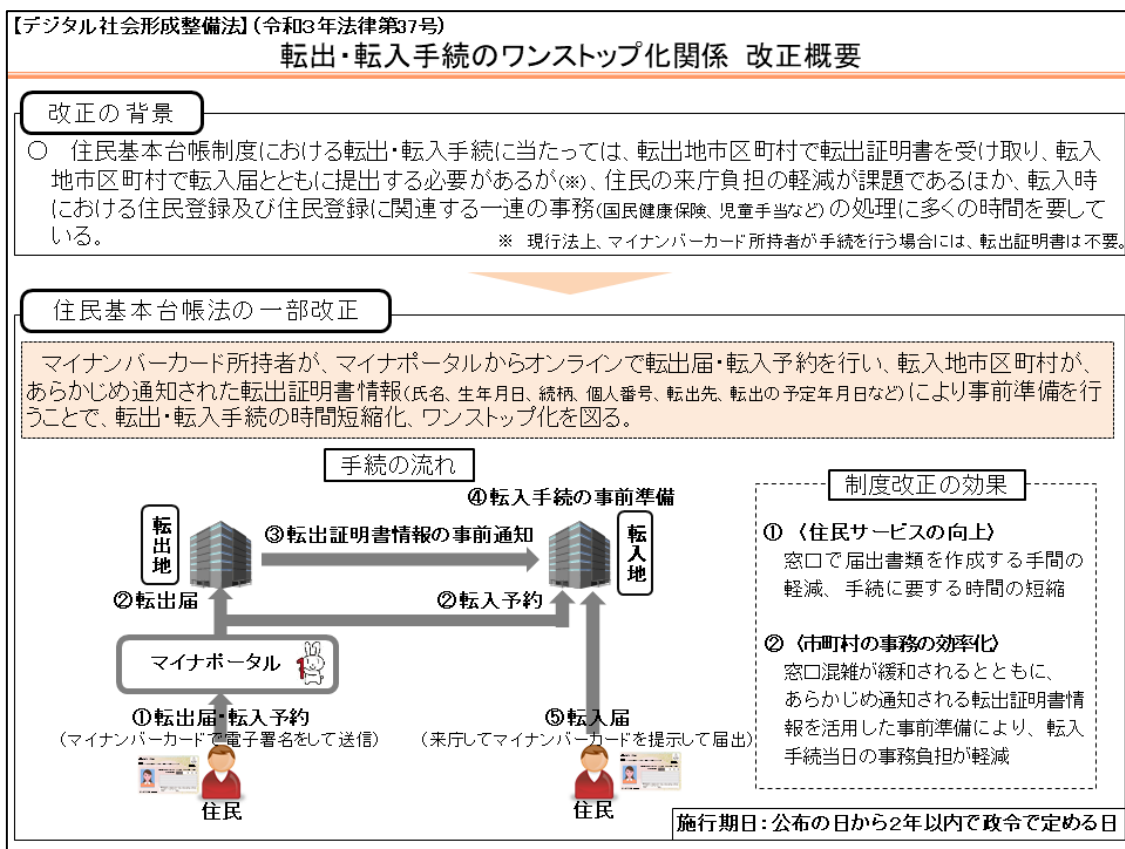 【デジタル社会形成整備法】(令和3年法律第37号)
転出・転入手続のワンストップ化関係 改正概要
改正の背景
○ 住民基本台帳制度における転出・転入手続に当たっては、転出地市区町村で転出証明書を受け取り、転入
地市区町村で転入届とともに提出する必要があるが(※)、住民の来庁負担の軽減が課題であるほか、転入時
における住民登録及び住民登録に関連する一連の事務(国民健康保険、児童手当など)の処理に多くの時間を要して
いる。
※ 現行法上、マイナンバーカード所持者が手続を行う場合には、転出証明書は不要。
住民基本台帳法の一部改正
マイナンバーカード所持者が、マイナポータルからオンラインで転出届・転入予約を行い、転入地市区町村が、
あらかじめ通知された転出証明書情報(氏名、生年月日、続柄、個人番号、転出先、転出の予定年月日など)により事前準備を行
うことで、転出・転入手続の時間短縮化、ワンストップ化を図る。
手続の流れ
④転入手続の事前準備
転出地
③転出証明書情報の事前通知
転入地
②転出届
②転入予約
マイナポータル
1
①転出届・転入予約
(マイナンバーカードで電子署名をして送信)
住民
⑤転入届
(来庁してマイナンバーカードを提示して届出)
住民
制度改正の効果
① 〈住民サービスの向上〉
窓口で届出書類を作成する手間の
軽減、手続に要する時間の短縮
② 〈市町村の事務の効率化〉
窓口混雑が緩和されるとともに、
あらかじめ通知される転出証明書情
報を活用した事前準備により、転入
手続当日の事務負担が軽減
施行期日:公布の日から2年以内で政令で定める日